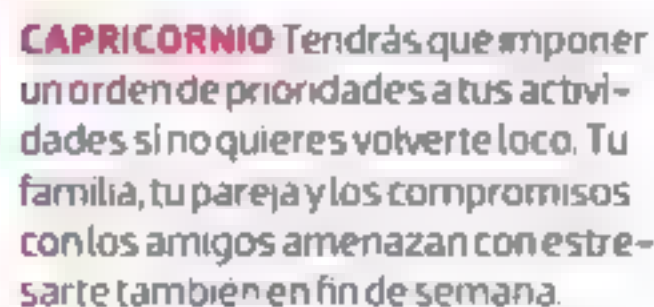 CAPRICORNIO Tendrás que imponer
un orden de prioridades a tus activi-
dades si no quieres volverte loco. Tu
familia, tu pareja y los compromisos
con los amigos amenazan con estre-
sarte también en fin de semana.